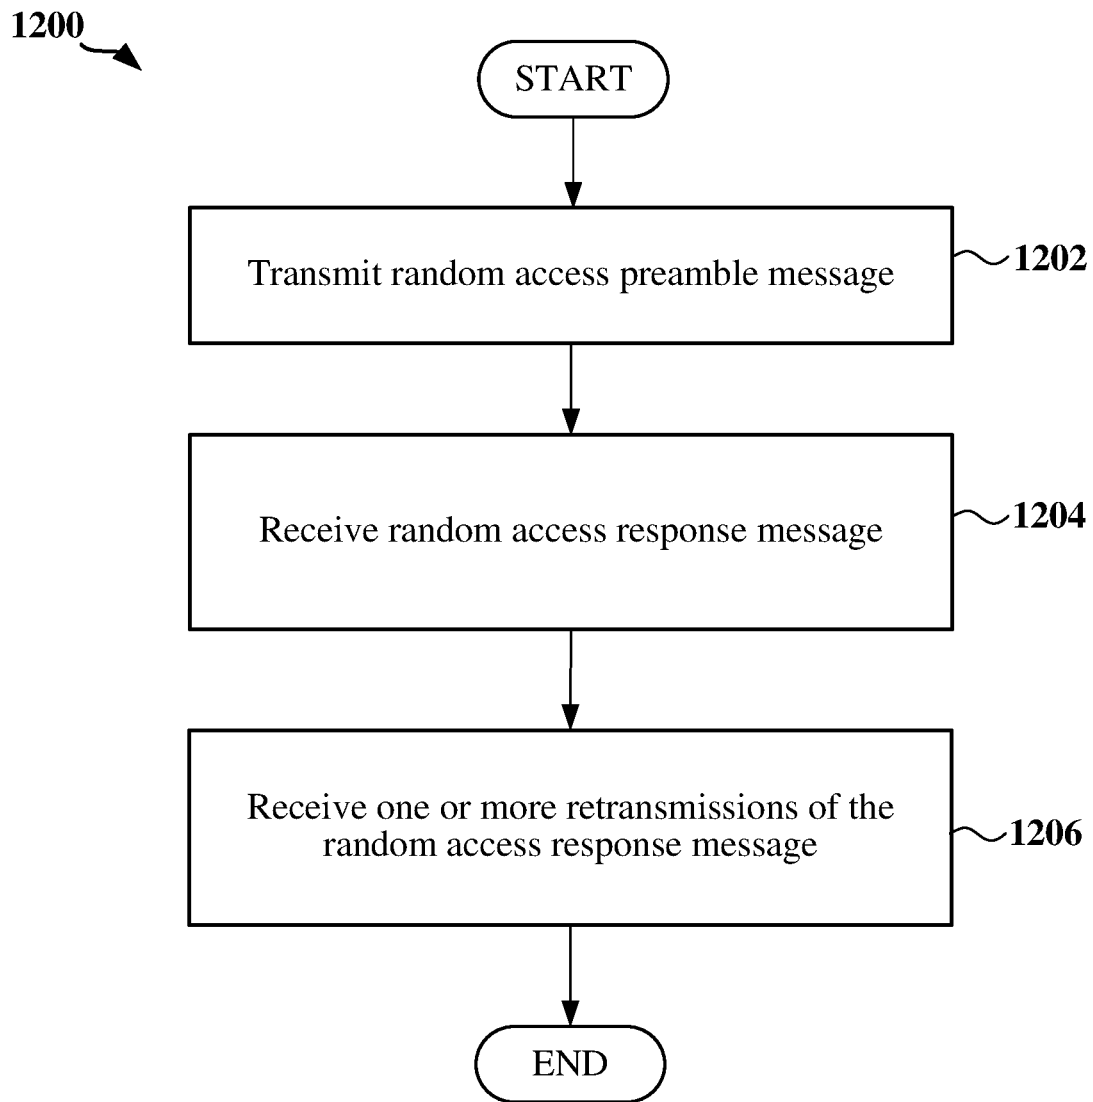 1200
START
Transmit random access preamble message
1202
Receive random access response message
1204
Receive one or more retransmissions of the
random access response message
1206
END